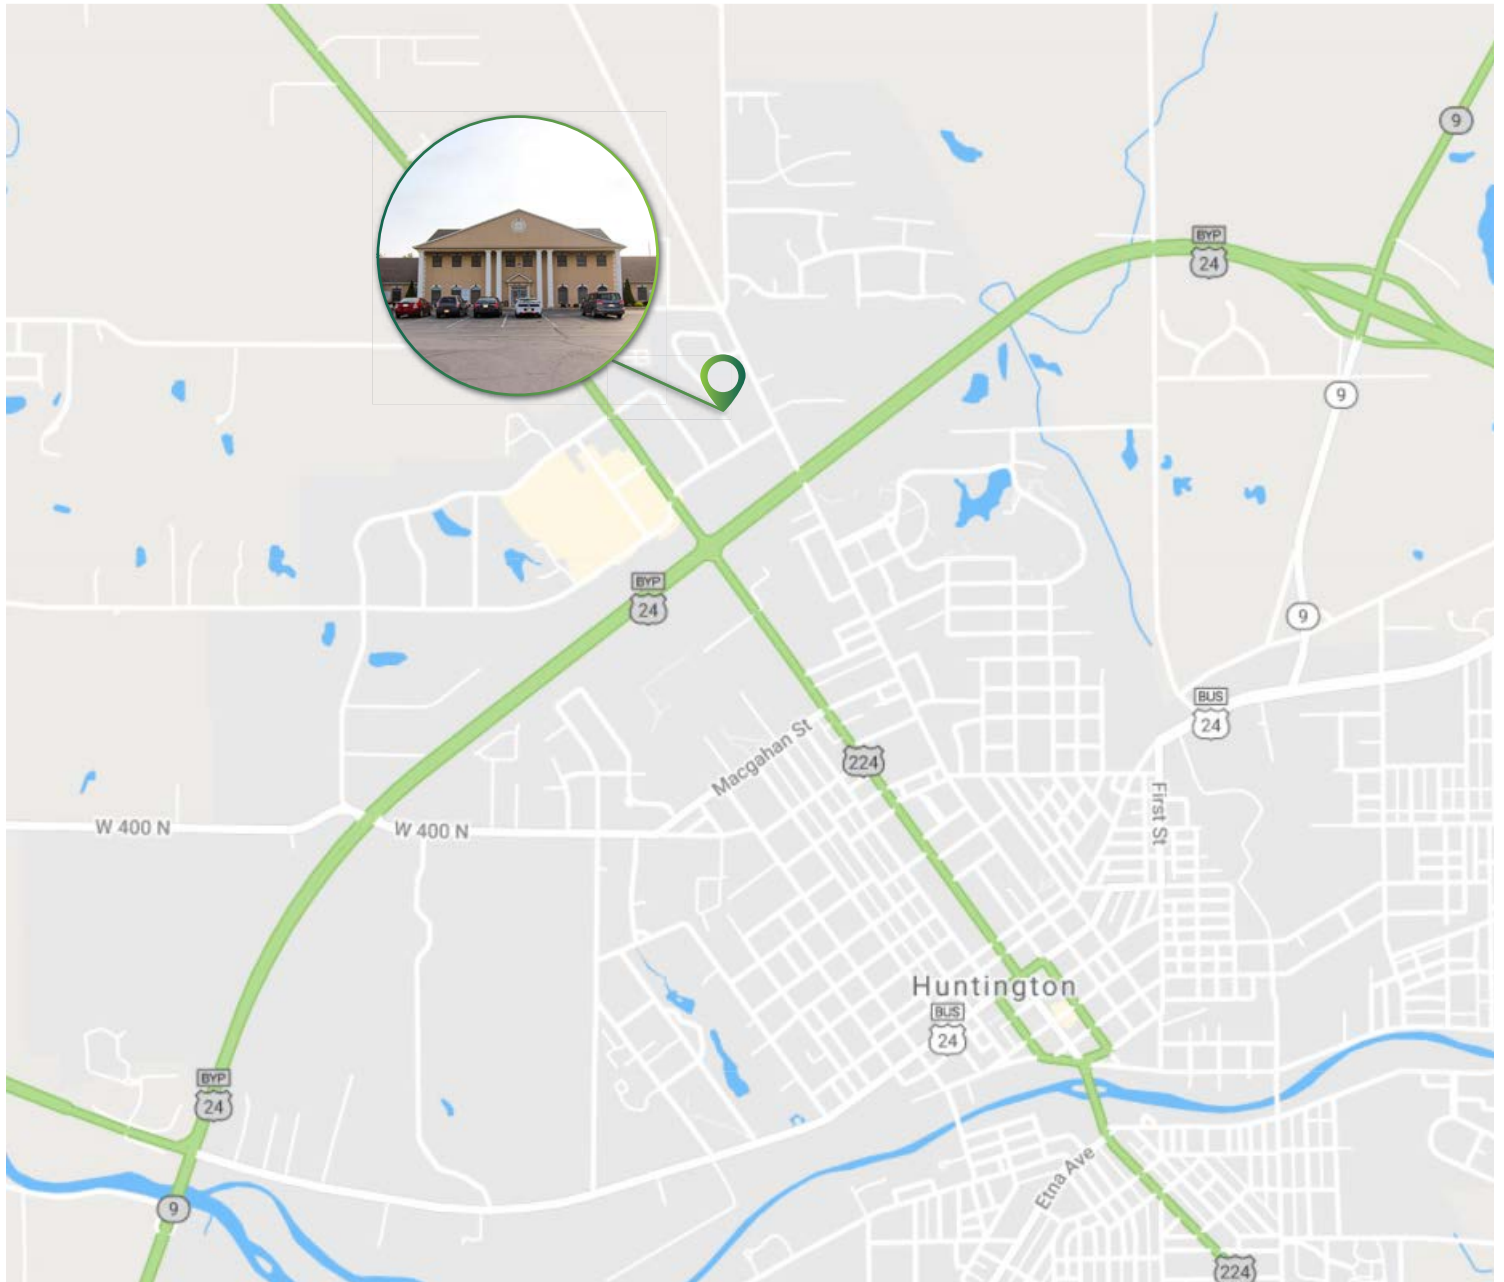 9
BYP
24
9
BYP
24
9
BUS
24
Macgahan St
224
First St
W 400 N
W 400 N
Huntington
BUS
24
BYP
24
Etna Ave
9
224